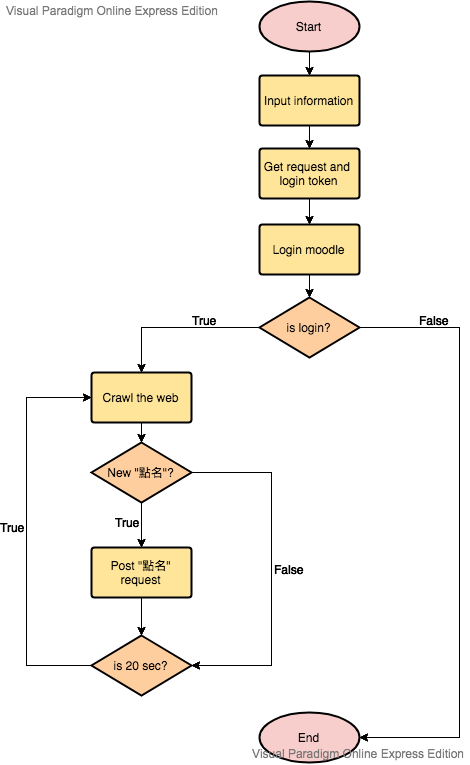 Visual Paradigm Online Express Edition
Start
Input information
Get request and
login token
Login moodle
is login?
True
False
Crawl the web
New "點名"?
True
True
Post "點名"
request
False
is 20 sec?
End
Visual Paradigm Online Express Edition